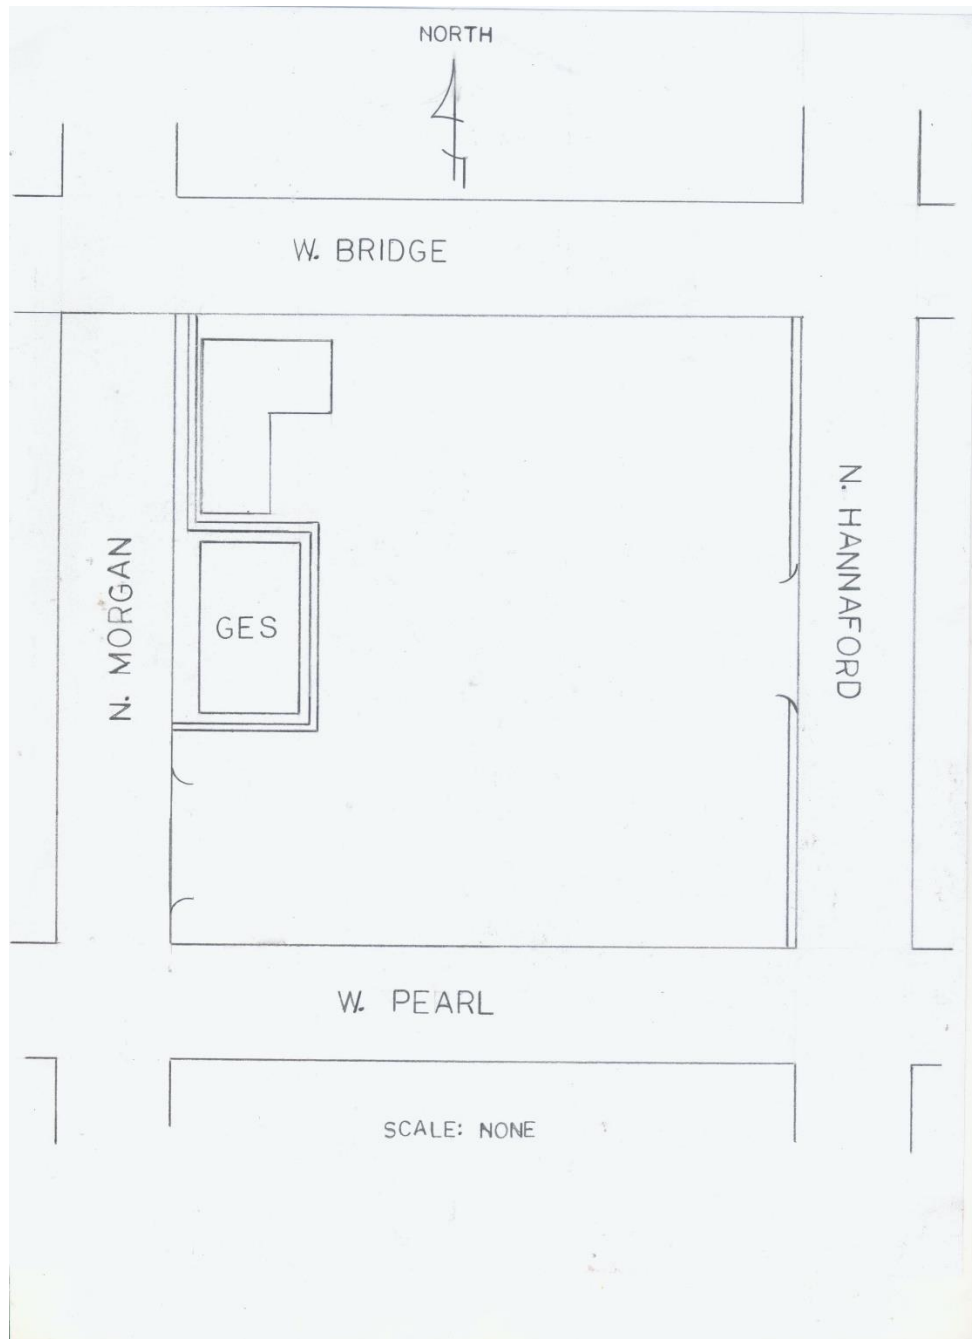 NORTH
W. BRIDGE
N. MORGAN
GES
N. HANNAFORD
W. PEARL
SCALE: NONE